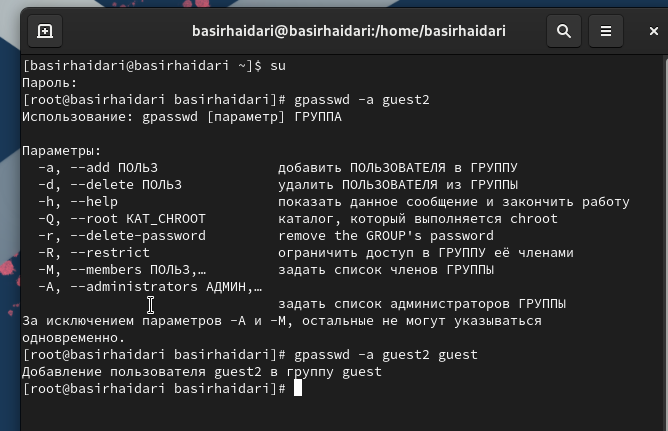 basirhaidari@basirhaidari:/home/basirhaidari
[basirhaidari@basirhaidari ~]$ su
Пароль:
[root@basirhaidari basirhaidari]# gpasswd -a guest2
Использование: gpasswd [параметр] ГРУППА
Параметры:
-a, --add ПОЛЬЗ добавить ПОЛЬЗОВАТЕЛЯ в ГРУППУ
-d, --delete ПОЛЬЗ удалить ПОЛЬЗОВАТЕЛЯ из ГРУППЫ
-h, --help показать данное сообщение и закончить работу
-Q, --root КАТ_CHROOT каталог, который выполняется chroot
-r, --delete-password remove the GROUP's password
-R, --restrict ограничить доступ в ГРУППУ её членами
-M, --members ПОЛЬЗ,… задать список членов ГРУППЫ
-A, --administrators АДМИН,…
задать список администраторов ГРУППЫ
За исключением параметров -A и -M, остальные не могут указываться
одновременно.
[root@basirhaidari basirhaidari]# gpasswd -a guest2 guest
Добавление пользователя guest2 в группу guest
[root@basirhaidari basirhaidari]#